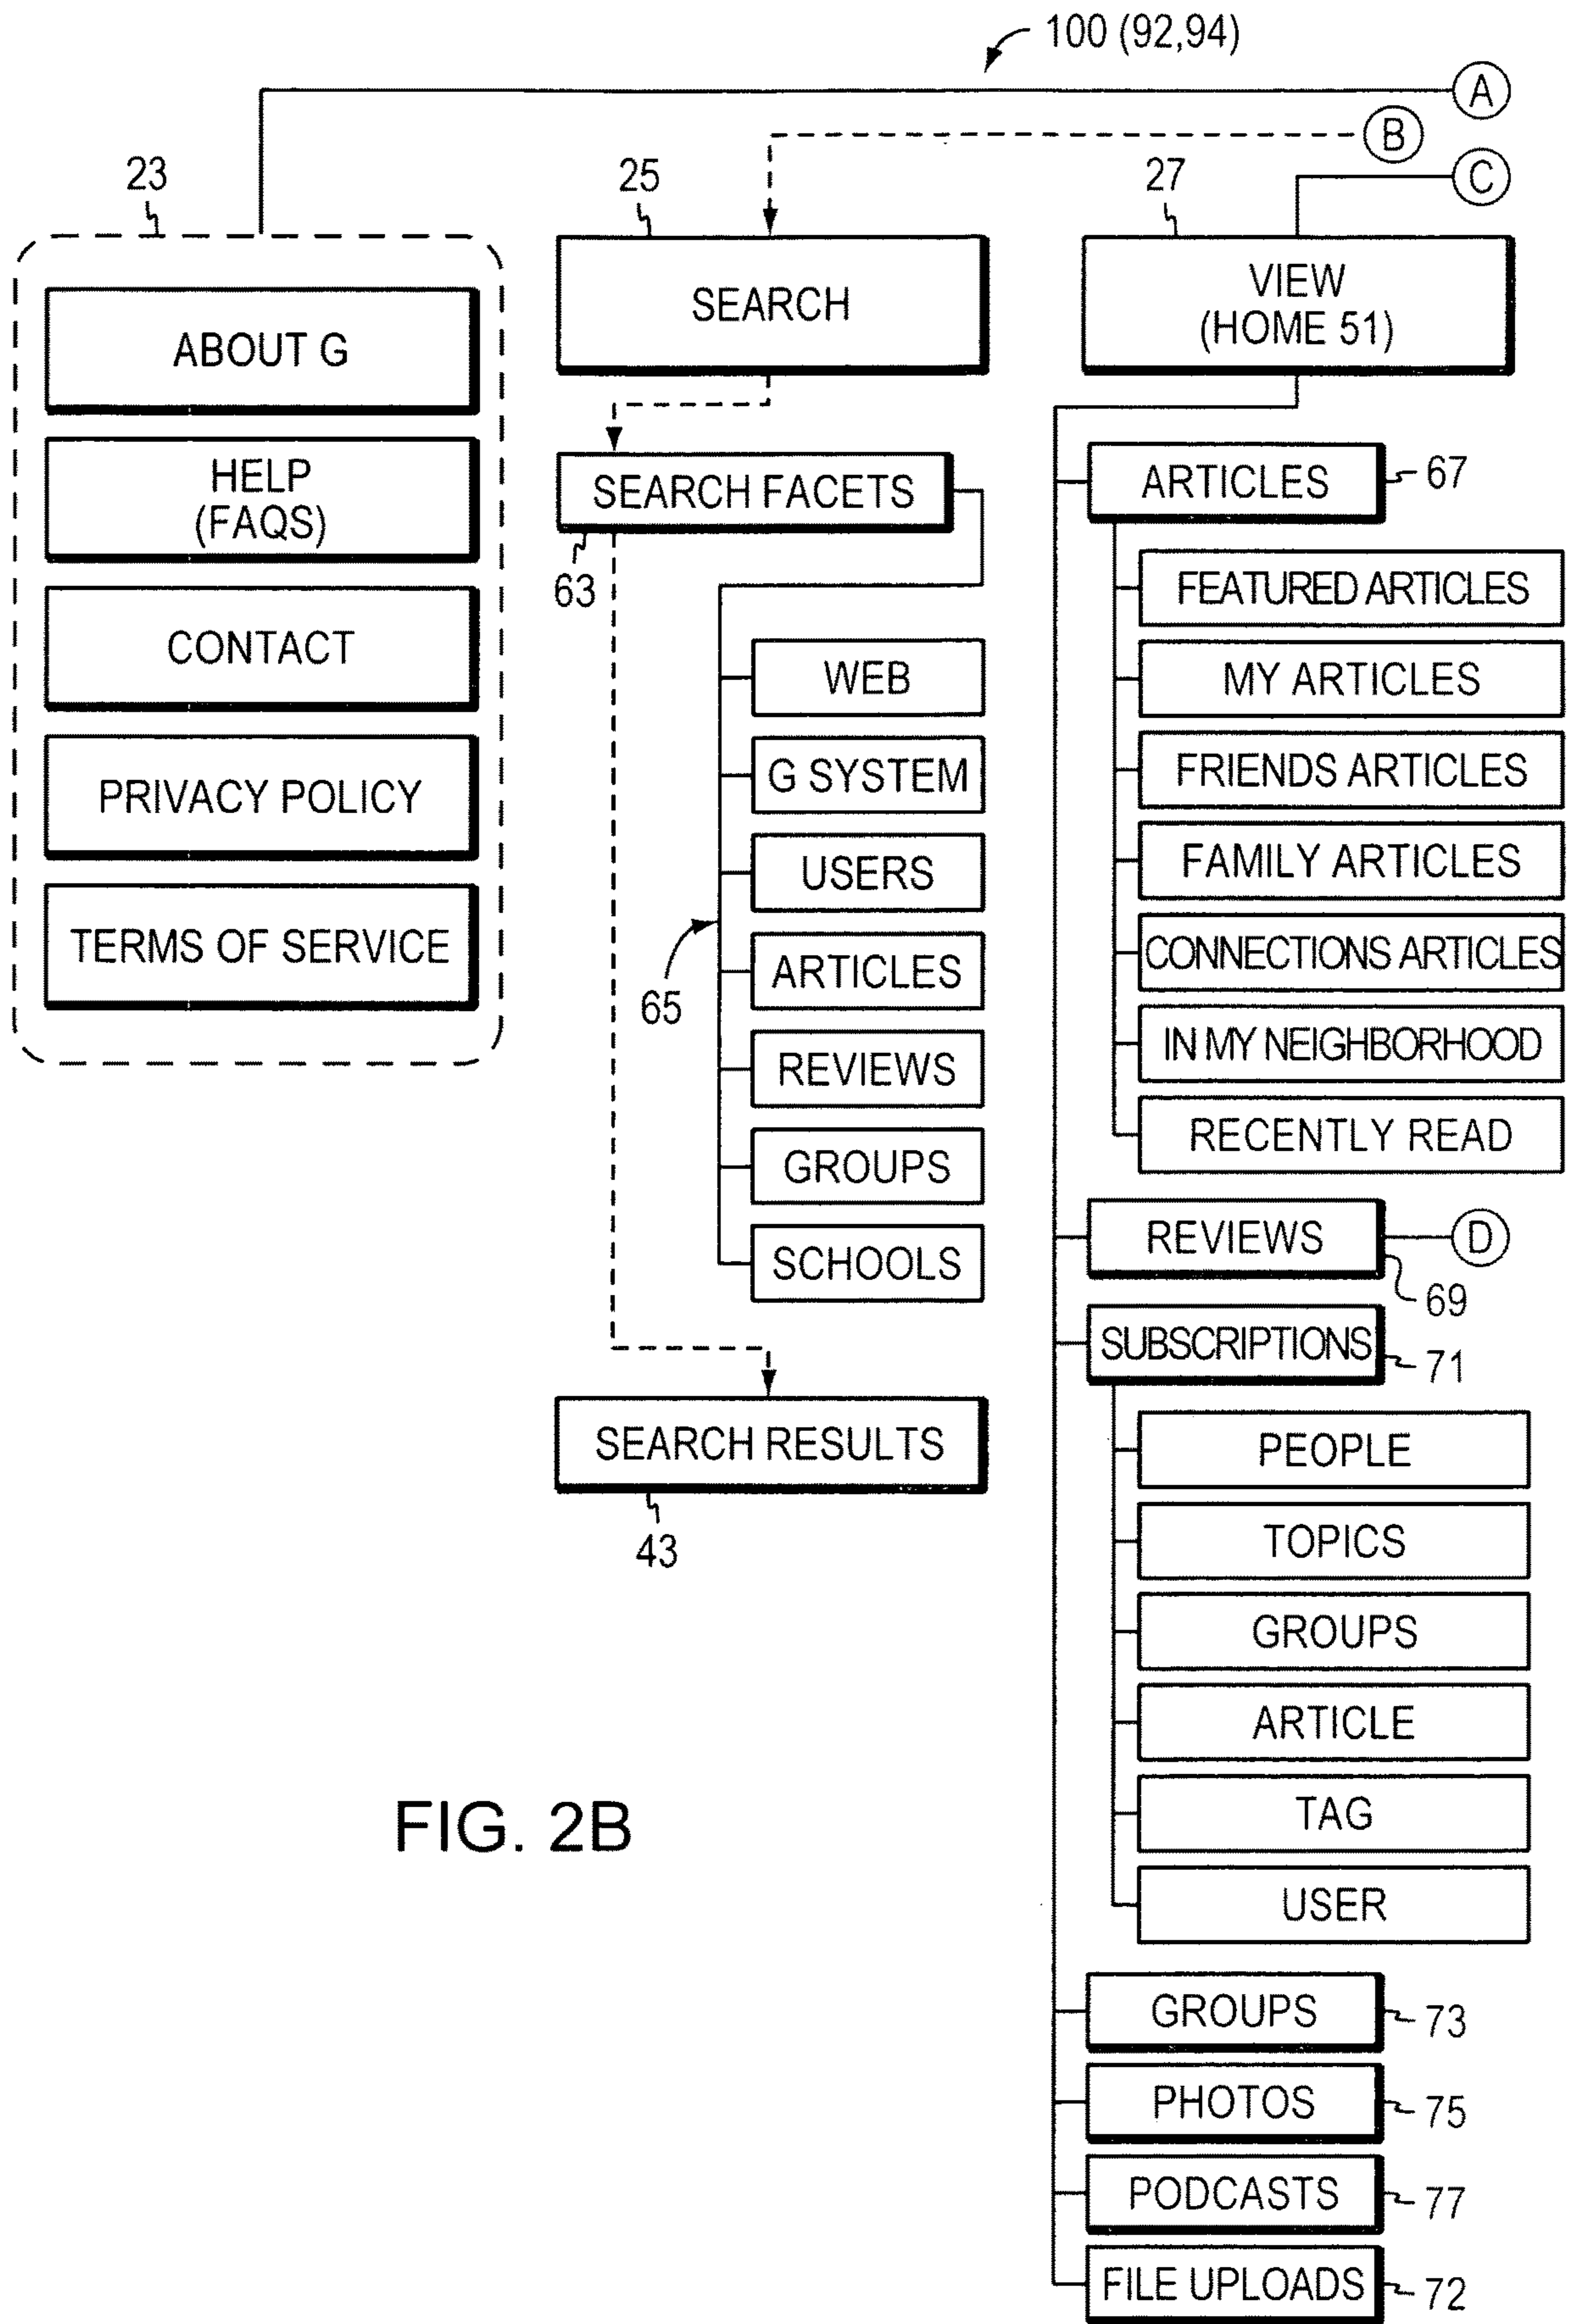 100 (92,94)
A
B
C
23
ABOUT G
HELP
(FAQS)
CONTACT
PRIVACY POLICY
TERMS OF SERVICE
25
SEARCH
SEARCH FACETS
63
WEB
G SYSTEM
USERS
ARTICLES
REVIEWS
GROUPS
SCHOOLS
65
SEARCH RESULTS
43
27
VIEW
(HOME 51)
ARTICLES
67
FEATURED ARTICLES
MY ARTICLES
FRIENDS ARTICLES
FAMILY ARTICLES
CONNECTIONS ARTICLES
IN MY NEIGHBORHOOD
RECENTLY READ
REVIEWS
D
69
SUBSCRIPTIONS
71
PEOPLE
TOPICS
GROUPS
ARTICLE
TAG
USER
GROUPS
73
PHOTOS
75
PODCASTS
77
FILE UPLOADS
72
FIG. 2B